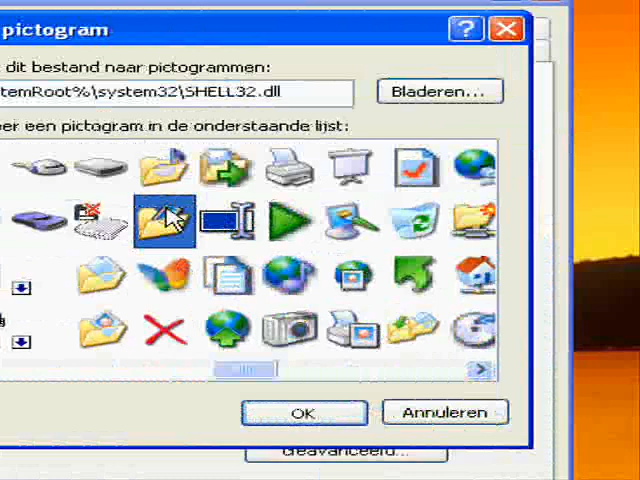 pictogram
dit bestand naar pictogrammen:
temRoot%\system32\SHELL32.dll
Bladeren...
er een pictogram in de onderstaande lijst:
OK
Annuleren
Geavanceerd...